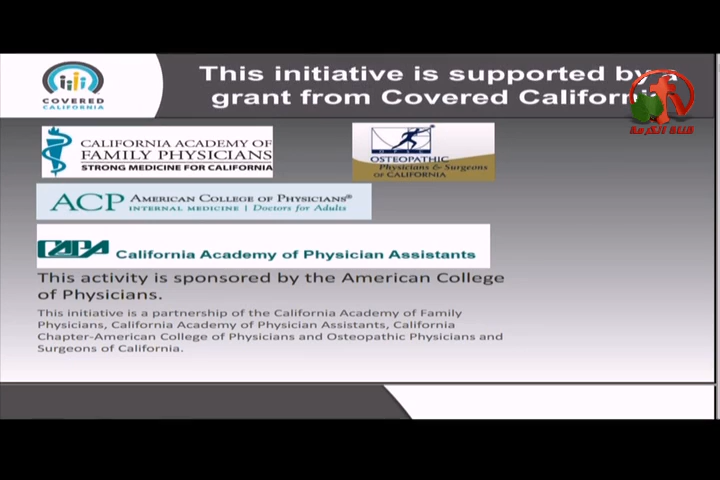 COVERED
CALIFORNIA
This initiative is supported by a
grant from Covered California
CALIFORNIA ACADEMY OF
FAMILY PHYSICIANS
STRONG MEDICINE FOR CALIFORNIA
OPSC
OSTEOPATHIC
Physicians & Surgeons
OF CALIFORNIA
ACP AMERICAN COLLEGE OF PHYSICIANS®
INTERNAL MEDICINE | Doctors for Adults
CAPA California Academy of Physician Assistants
This activity is sponsored by the American College
of Physicians.
This initiative is a partnership of the California Academy of Family
Physicians, California Academy of Physician Assistants, California
Chapter-American College of Physicians and Osteopathic Physicians and
Surgeons of California.